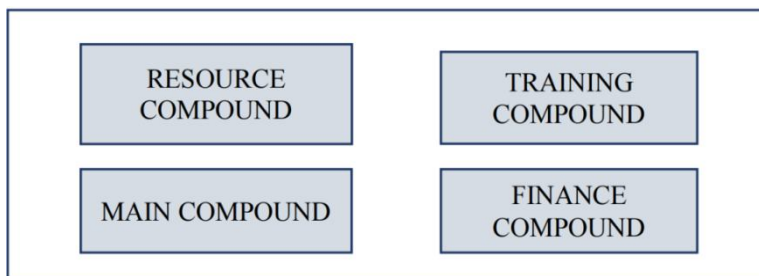 RESOURCE
COMPOUND
TRAINING
COMPOUND
MAIN COMPOUND
FINANCE
COMPOUND